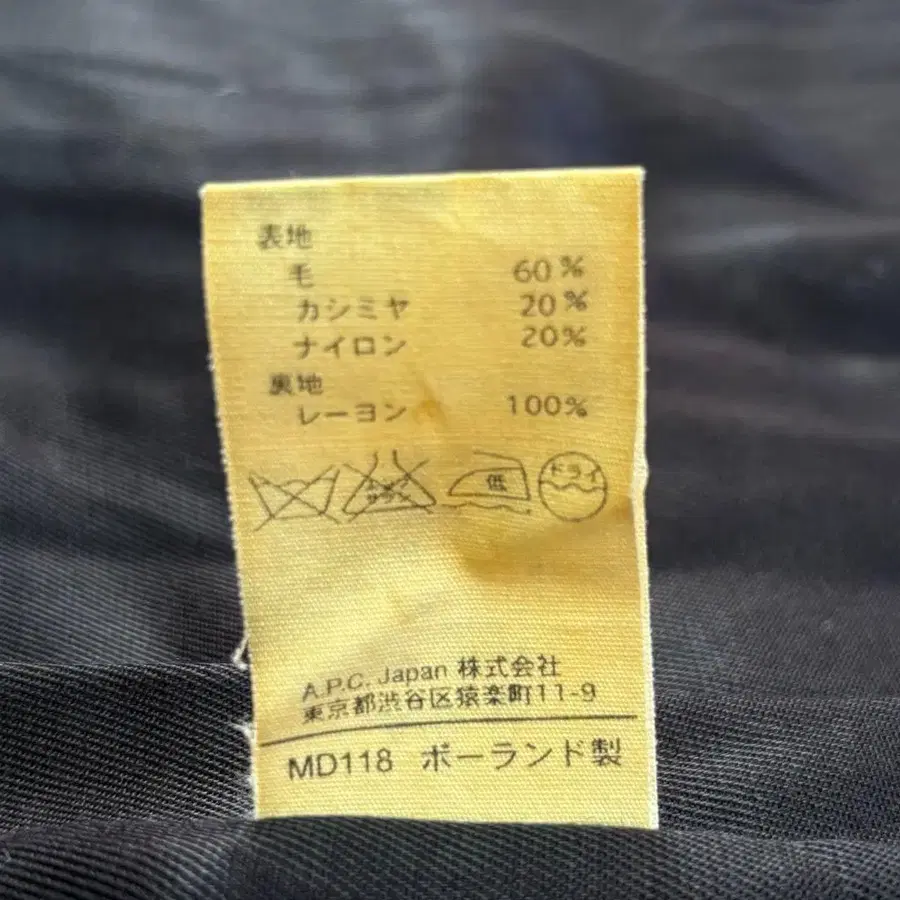 表地
毛 60%
カシミヤ 20%
ナイロン 20%
裏地
レーヨン 100%
低 ドライ
A.P.C. Japan 株式会社
東京都渋谷区猿楽町11-9
MD118 ポーランド製